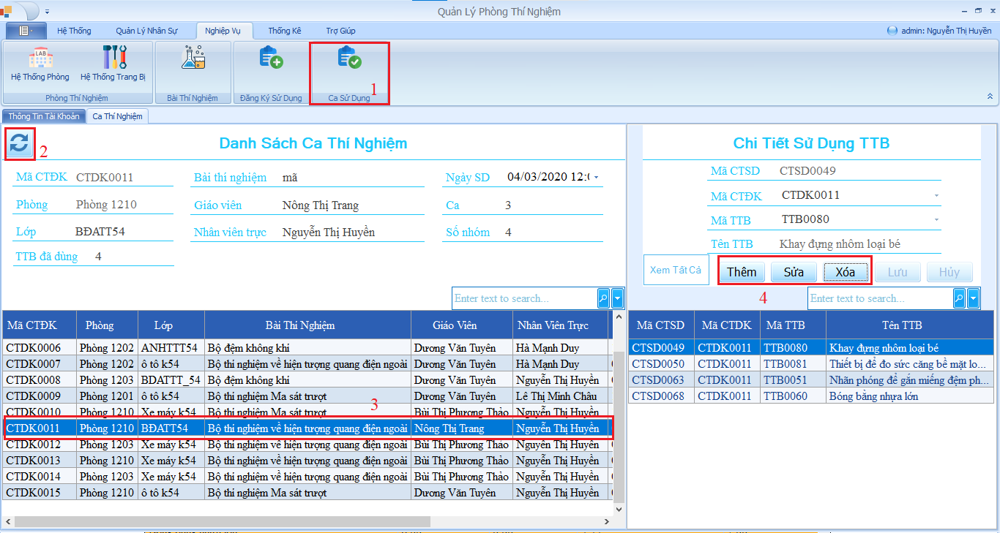 Quản Lý Phòng Thí Nghiệm
Hệ Thống Quản Lý Nhân Sự Nghiệp Vụ Thống Kê Trợ Giúp admin: Nguyễn Thị Huyền
LAB
Hệ Thống Phòng Hệ Thống Trang Bị
Phòng Thí Nghiệm Bài Thí Nghiệm Đăng Ký Sử Dụng Ca Sử Dụng 1
Thông Tin Tài Khoản Ca Thí Nghiệm
2 Danh Sách Ca Thí Nghiệm
Mã CTĐK CTDK0011 Bài thí nghiệm mã Ngày SD 04/03/2020 12:
Phòng Phòng 1210 Giáo viên Nông Thị Trang Ca 3
Lớp BĐATT54 Nhân viên trực Nguyễn Thị Huyền Số nhóm 4
TTB đã dùng 4
Enter text to search...
Mã CTĐK Phòng Lớp Bài Thí Nghiệm Giáo Viên Nhân Viên Trực
CTDK0006 Phòng 1202 ANHTTT54 Bộ đệm không khí Dương Văn Tuyên Hà Mạnh Duy
CTDK0007 Phòng 1202 ô tô k54 Bộ thí nghiệm về hiện tượng quang điện ngoài Dương Văn Tuyên Hà Mạnh Duy
CTDK0008 Phòng 1203 BDATTT_54 Bộ đệm không khí Dương Văn Tuyên Nguyễn Thị Huyền
CTDK0009 Phòng 1201 ô tô k54 Bộ thí nghiệm Ma sát trượt Dương Văn Tuyên Lê Thị Minh Châu
CTDK0010 Phòng 1210 ô tô k54 Bộ thí nghiệm Ma sát trượt Bùi Thị Phương Thảo Nguyễn Thị Huyền
3
CTDK0011 Phòng 1210 BĐATT54 Bộ thí nghiệm về hiện tượng quang điện ngoài Nông Thị Trang Nguyễn Thị Huyền
CTDK0012 Phòng 1203 Xe máy k54 Bộ thí nghiệm về hiện tượng quang điện ngoài Bùi Thị Phương Thảo Nguyễn Thị Huyền
CTDK0013 Phòng 1210 Xe máy k54 Bộ thí nghiệm về hiện tượng quang điện ngoài Bùi Thị Phương Thảo Nguyễn Thị Huyền
CTDK0014 Phòng 1203 Xe máy k54 Bộ thí nghiệm về hiện tượng quang điện ngoài Bùi Thị Phương Thảo Nguyễn Thị Huyền
CTDK0015 Phòng 1210 ô tô k54 Bộ thí nghiệm Ma sát trượt Dương Văn Tuyên Nguyễn Thị Huyền
Chi Tiết Sử Dụng TTB
Mã CTSD CTSD0049
Mã CTĐK CTDK0011
Mã TTB TTB0080
Tên TTB Khay đựng nhôm loại bé
Xem Tất Cả Thêm Sửa Xóa Lưu Hủy
4 Enter text to search...
Mã CTSD Mã CTDK Mã TTB Tên TTB
CTSD0049 CTDK0011 TTB0080 Khay đựng nhôm loại bé
CTSD0050 CTDK0011 TTB0081 Thiết bị để đo sức căng bề mặt lo...
CTSD0063 CTDK0011 TTB0051 Nhãn phóng để gắn miếng đệm ph...
CTSD0068 CTDK0011 TTB0060 Bóng bằng nhựa lớn